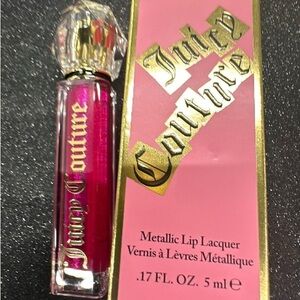 Juicy Couture
Juicy
Couture
Metallic Lip Lacquer
Vernis à Lèvres Métallique
.17 FL. OZ. 5 ml ℮